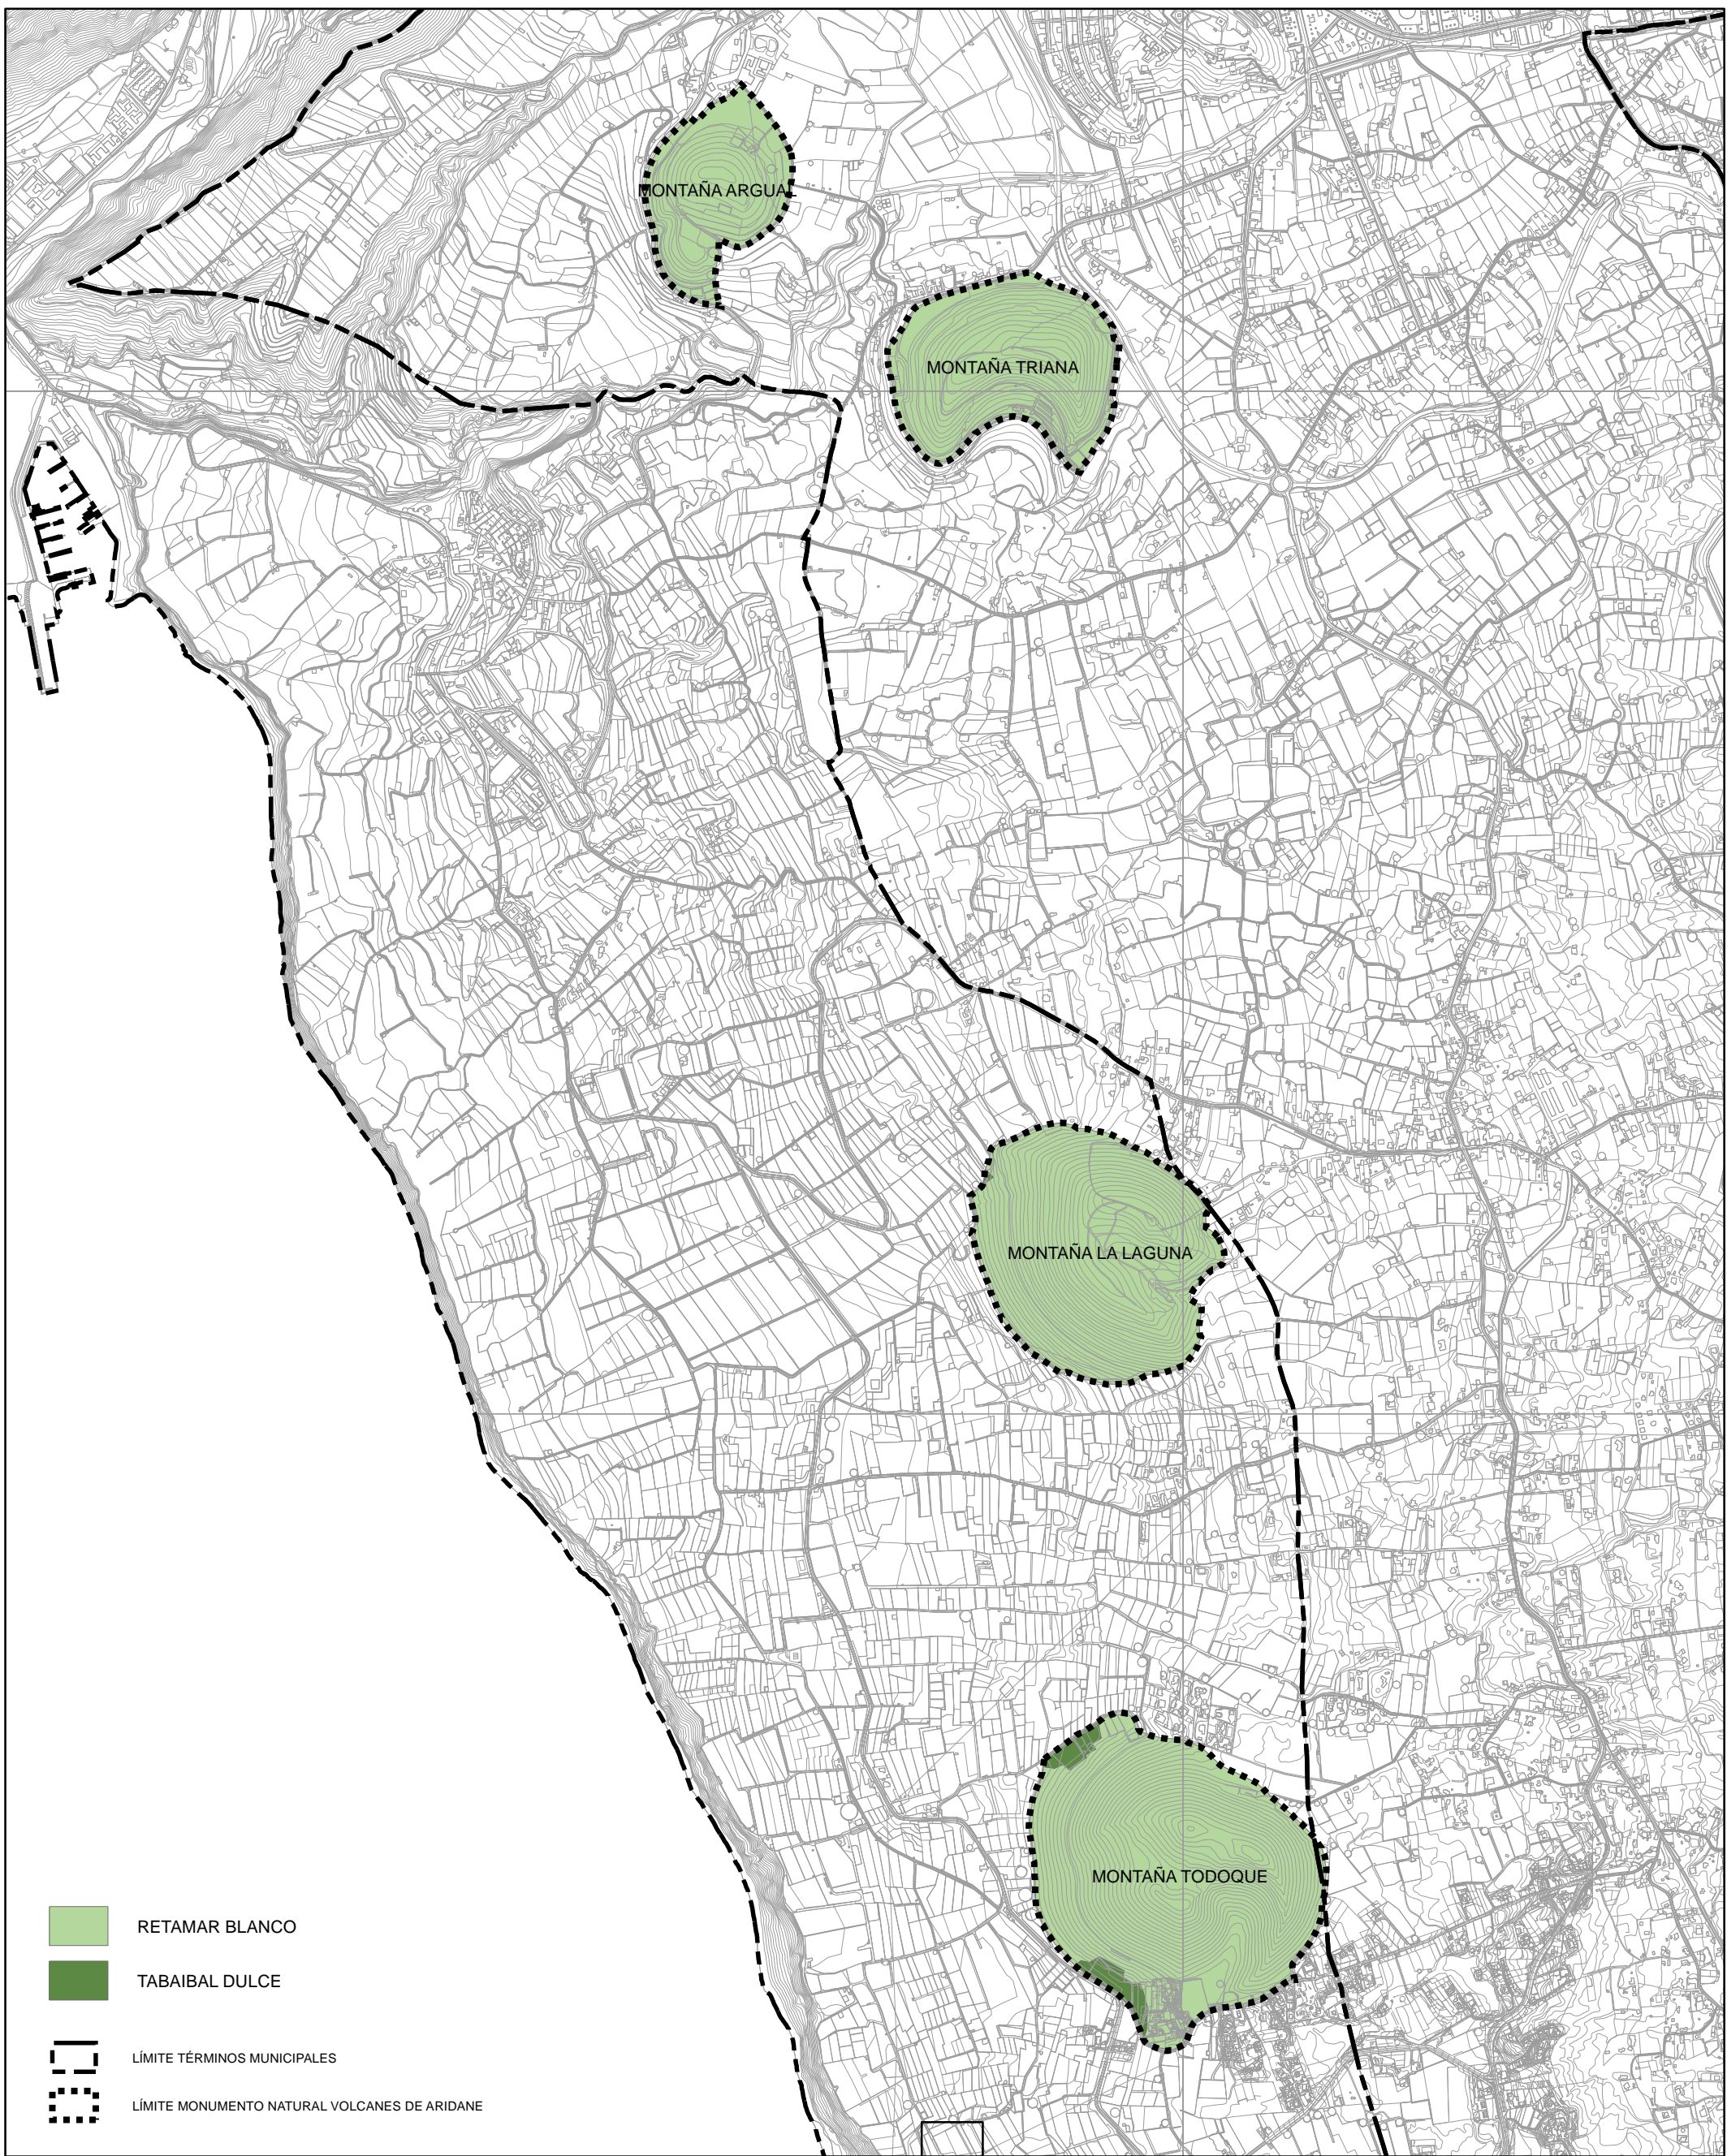 MONTAÑA ARGUAL
MONTAÑA TRIANA
MONTAÑA LA LAGUNA
MONTAÑA TODOQUE
RETAMAR BLANCO
TABAIBAL DULCE
LÍMITE TÉRMINOS MUNICIPALES
LÍMITE MONUMENTO NATURAL VOLCANES DE ARIDANE